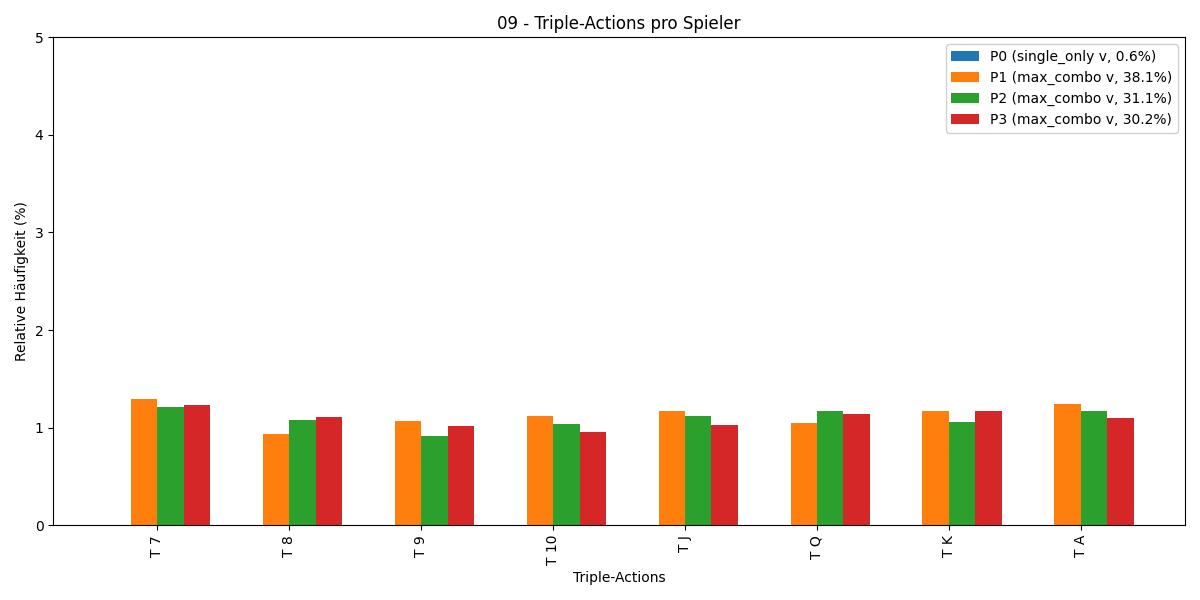 09 - Triple-Actions pro Spieler
P0 (single_only v, 0.6%)
P1 (max_combo v, 38.1%)
P2 (max_combo v, 31.1%)
P3 (max_combo v, 30.2%)
Relative Häufigkeit (%)
5
4
3
2
1
0
T 7
T 8
T 9
T 10
T J
T Q
T K
T A
Triple-Actions